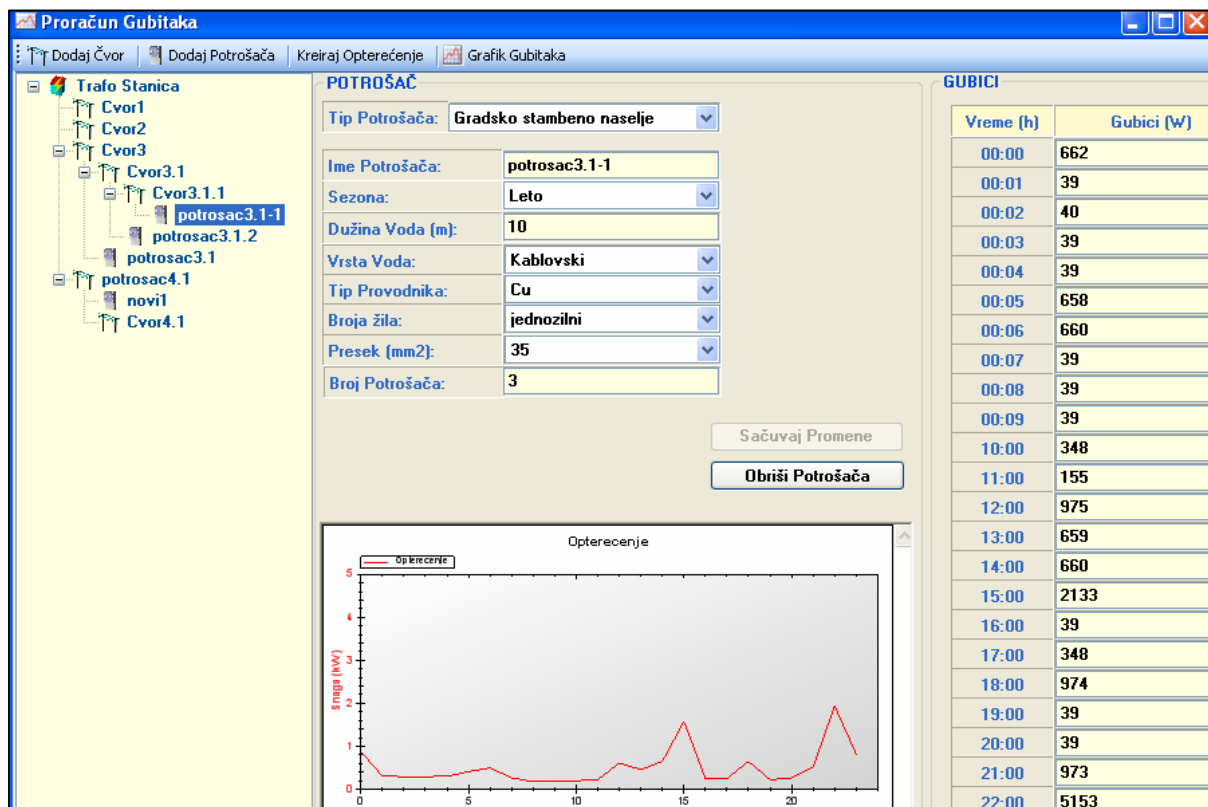 Proračun Gubitaka
Dodaj Čvor
Dodaj Potrošača
Kreiraj Opterećenje
Grafik Gubitaka
Trafo Stanica
Cvor1
Cvor2
Cvor3
Cvor3.1
Cvor3.1.1
potrosac3.1-1
potrosac3.1.2
potrosac3.1
potrosac4.1
novi1
Cvor4.1
POTROŠAČ
Tip Potrošača: Gradsko stambeno naselje
Ime Potrošača: potrosac3.1-1
Sezona: Leto
Dužina Voda (m): 10
Vrsta Voda: Kablovski
Tip Provodnika: Cu
Broja žila: jednozilni
Presek (mm2): 35
Broj Potrošača: 3
Sačuvaj Promene
Obriši Potrošača
Opterecenje
Opterecenje
Snaga (kW)
5
4
3
2
1
0
0 5 10 15 20
GUBICI
Vreme (h) Gubici (W)
00:00 662
00:01 39
00:02 40
00:03 39
00:04 39
00:05 658
00:06 660
00:07 39
00:08 39
00:09 39
10:00 348
11:00 155
12:00 975
13:00 659
14:00 660
15:00 2133
16:00 39
17:00 348
18:00 974
19:00 39
20:00 39
21:00 973
22:00 5153